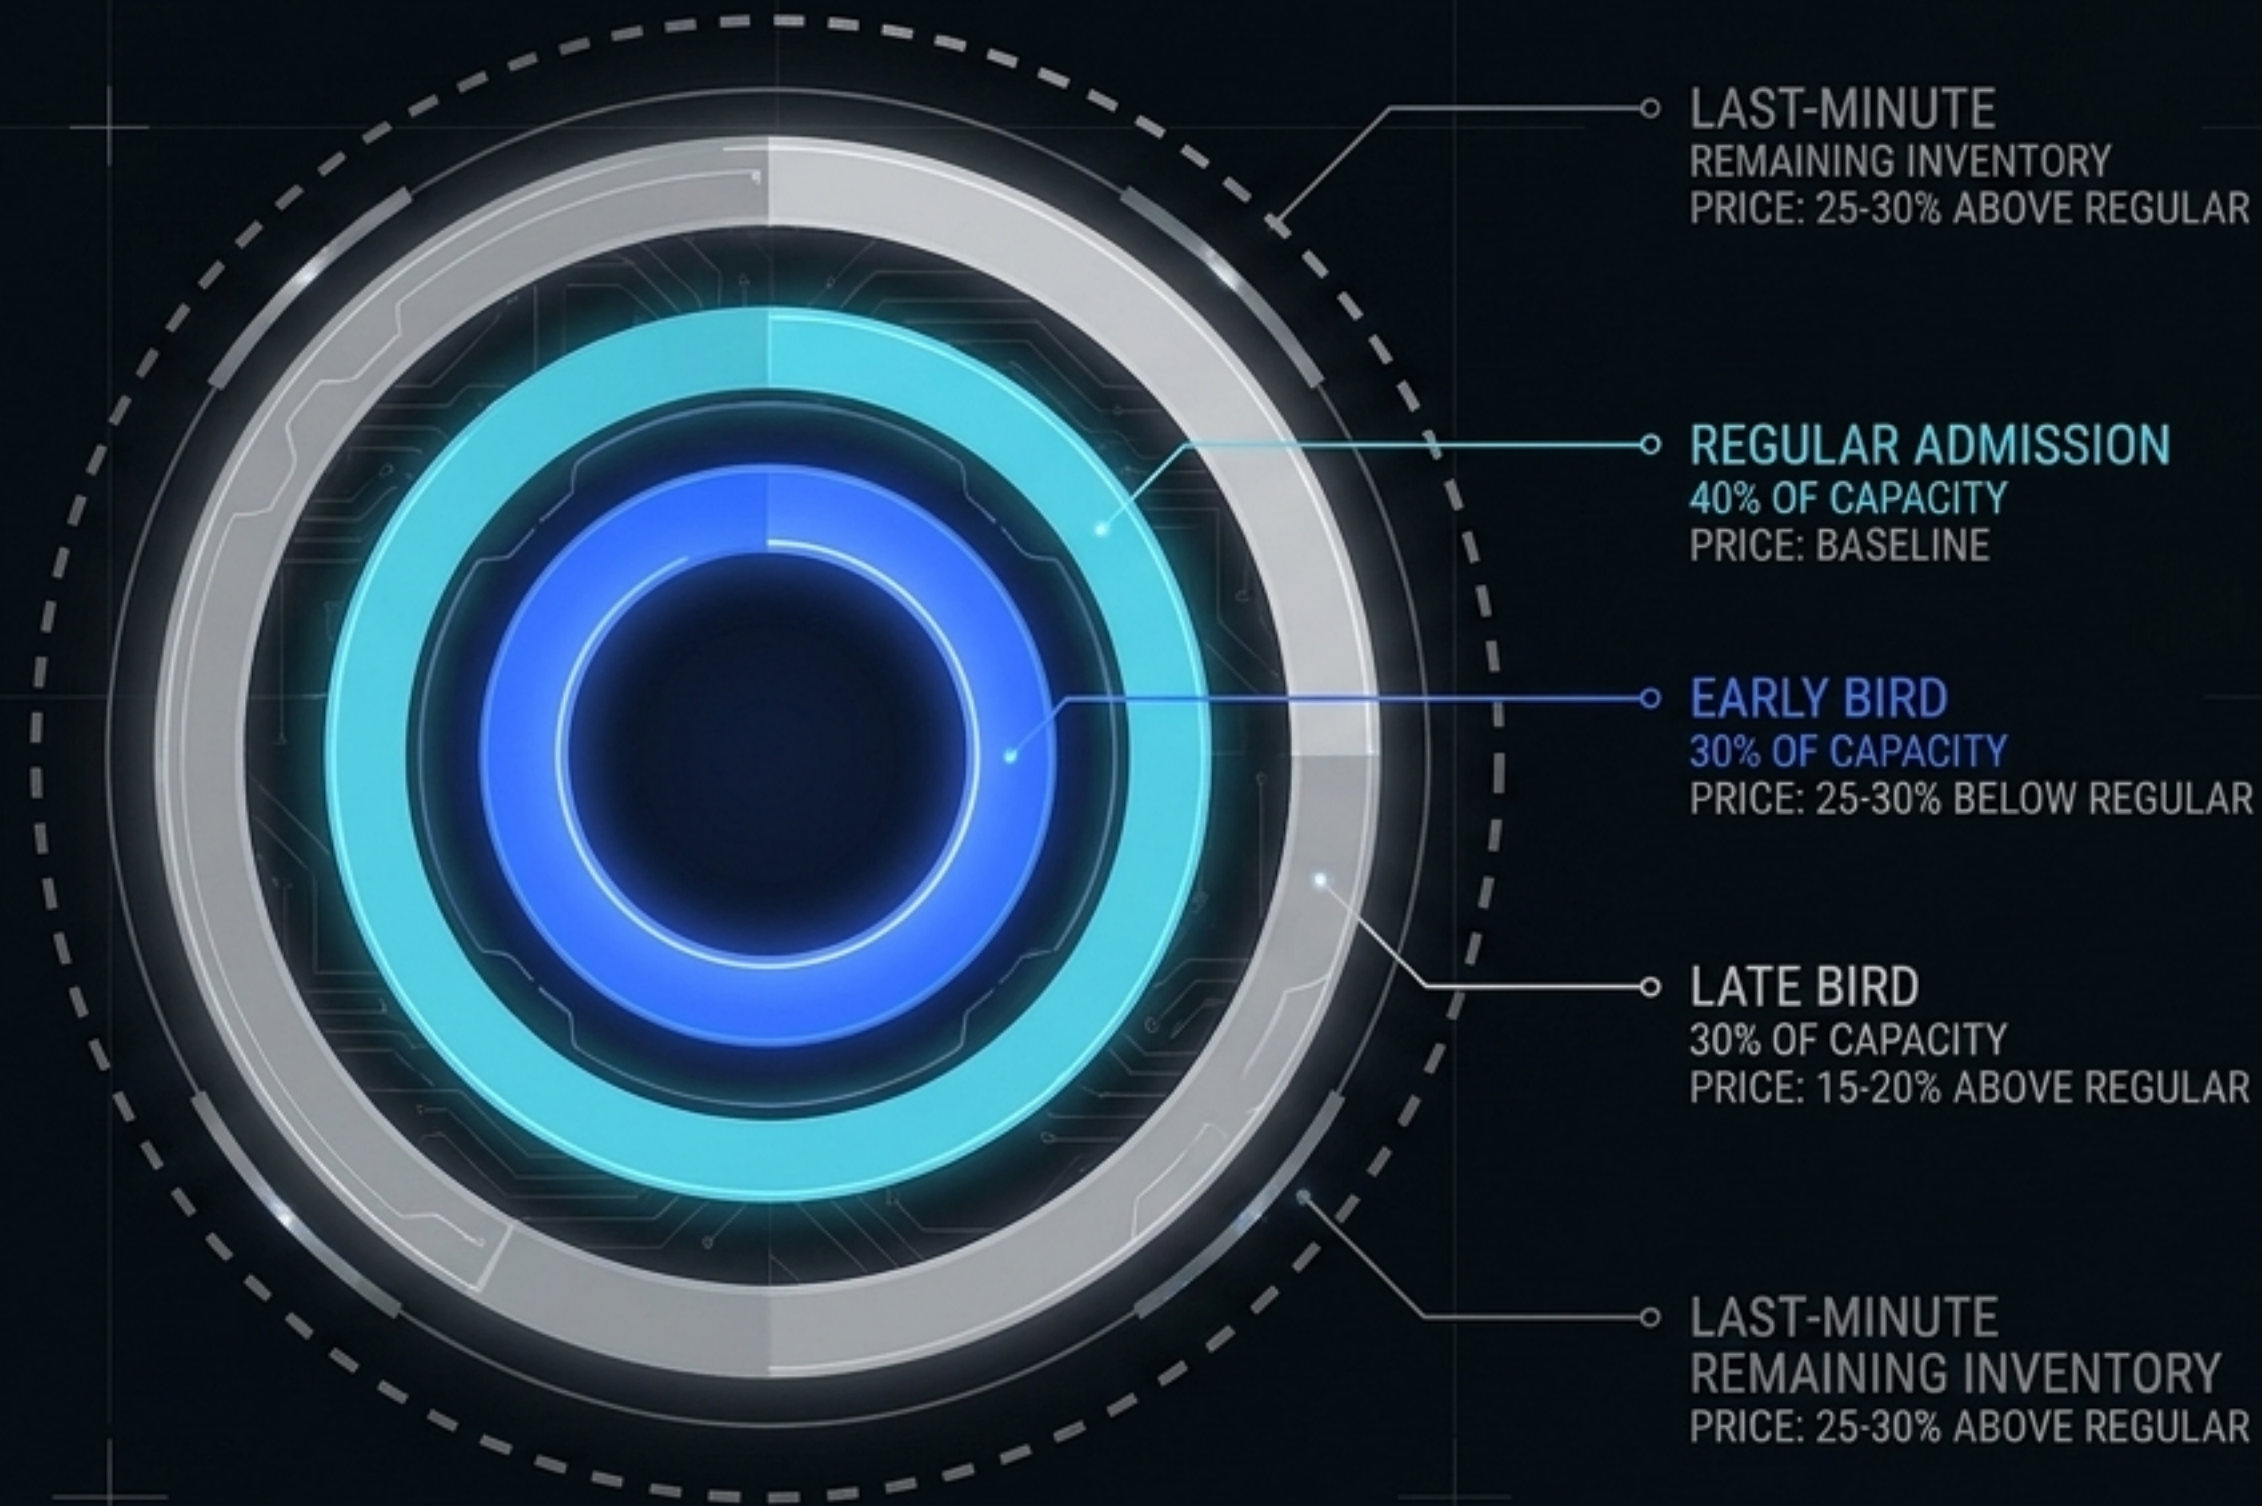 LAST-MINUTE
REMAINING INVENTORY
PRICE: 25-30% ABOVE REGULAR
REGULAR ADMISSION
40% OF CAPACITY
PRICE: BASELINE
EARLY BIRD
30% OF CAPACITY
PRICE: 25-30% BELOW REGULAR
LATE BIRD
30% OF CAPACITY
PRICE: 15-20% ABOVE REGULAR
LAST-MINUTE
REMAINING INVENTORY
PRICE: 25-30% ABOVE REGULAR